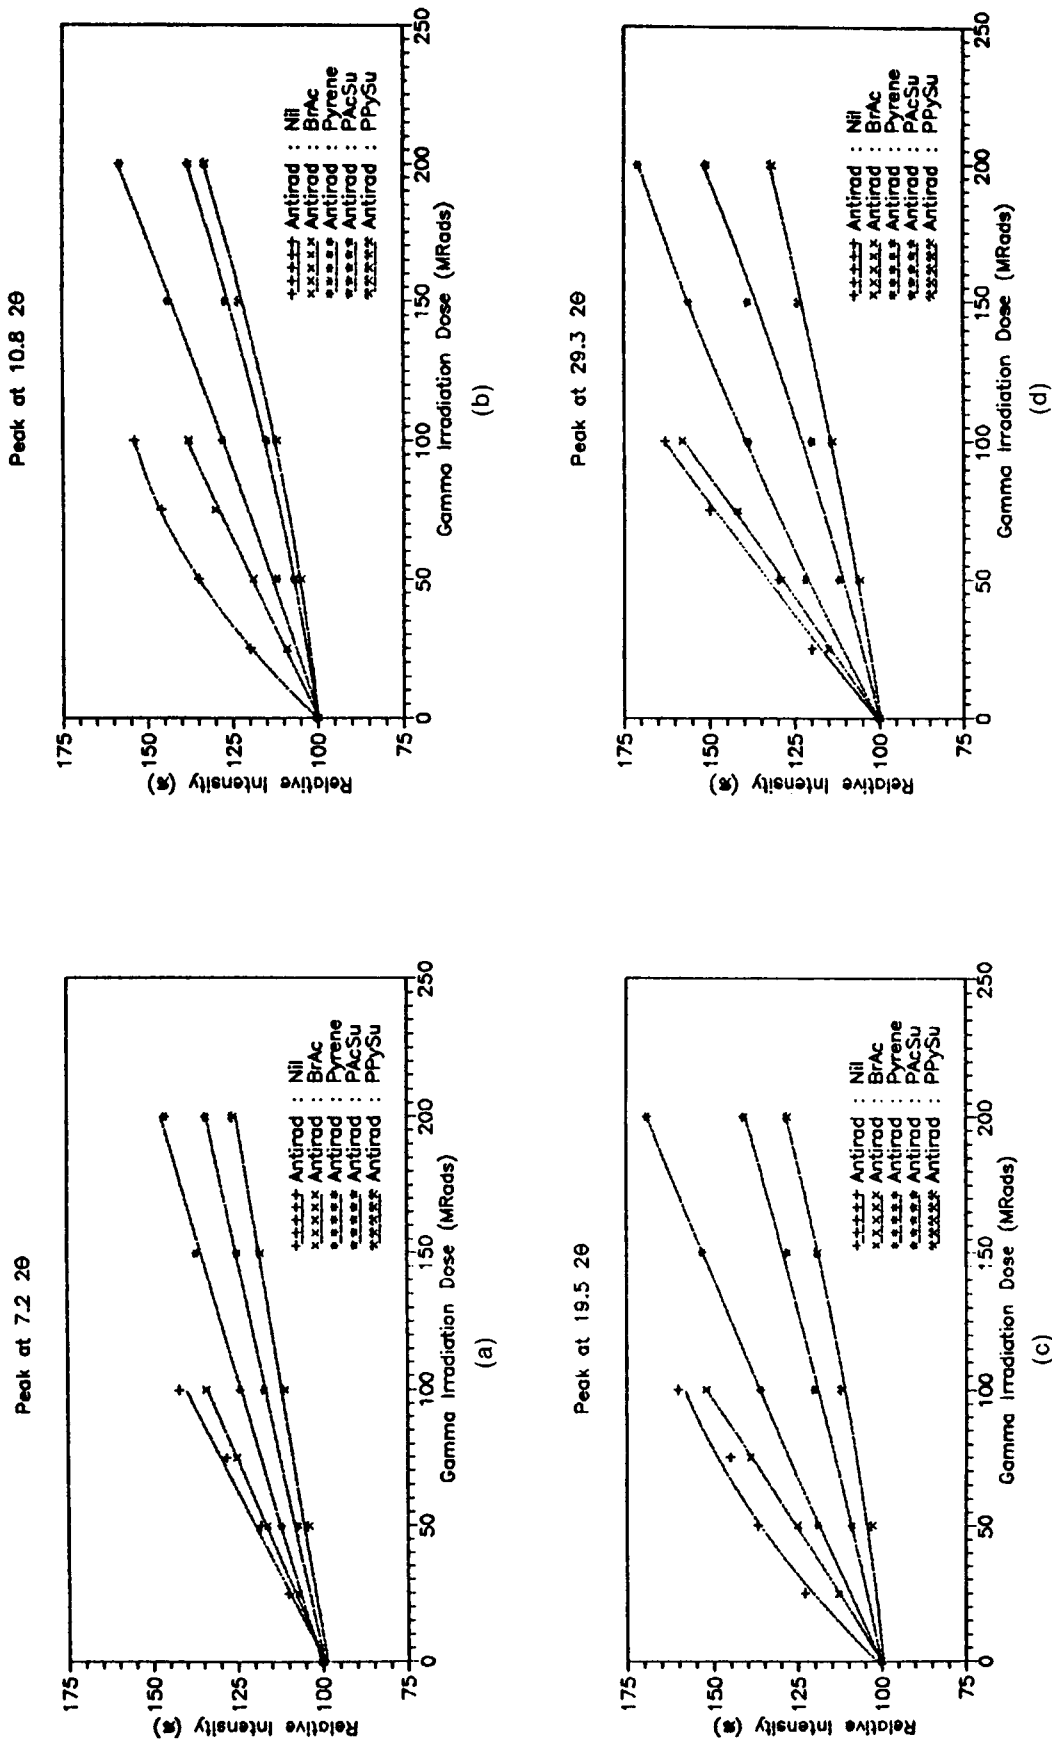 Peak at 7.2 2θ
175
150
125
100
75
Relative Intensity (%)
0
50
100
150
200
250
+++++ Antirad : Nil
××××× Antirad : BrAc
***** Antirad : Pyrene
***** Antirad : PAcSu
***** Antirad : PPySu
Gamma Irradiation Dose (MRads)
(a)
Peak at 10.8 2θ
175
150
125
100
75
Relative Intensity (%)
0
50
100
150
200
250
+++++ Antirad : Nil
××××× Antirad : BrAc
***** Antirad : Pyrene
***** Antirad : PAcSu
***** Antirad : PPySu
Gamma Irradiation Dose (MRads)
(b)
Peak at 19.5 2θ
175
150
125
100
75
Relative Intensity (%)
0
50
100
150
200
250
+++++ Antirad : Nil
××××× Antirad : BrAc
***** Antirad : Pyrene
***** Antirad : PAcSu
***** Antirad : PPySu
Gamma Irradiation Dose (MRads)
(c)
Peak at 29.3 2θ
175
150
125
100
75
Relative Intensity (%)
0
50
100
150
200
250
+++++ Antirad : Nil
××××× Antirad : BrAc
***** Antirad : Pyrene
***** Antirad : PAcSu
***** Antirad : PPySu
Gamma Irradiation Dose (MRads)
(d)